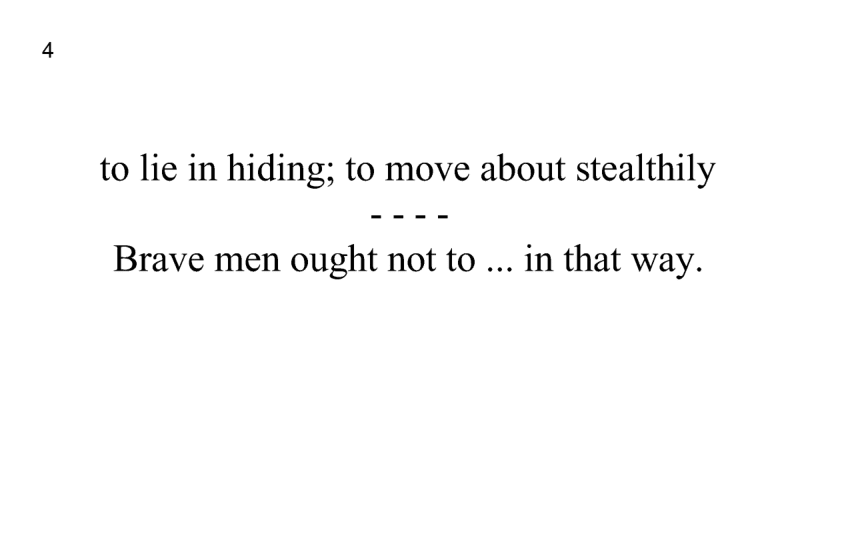 4
to lie in hiding; to move about stealthily
- - - -
Brave men ought not to ... in that way.